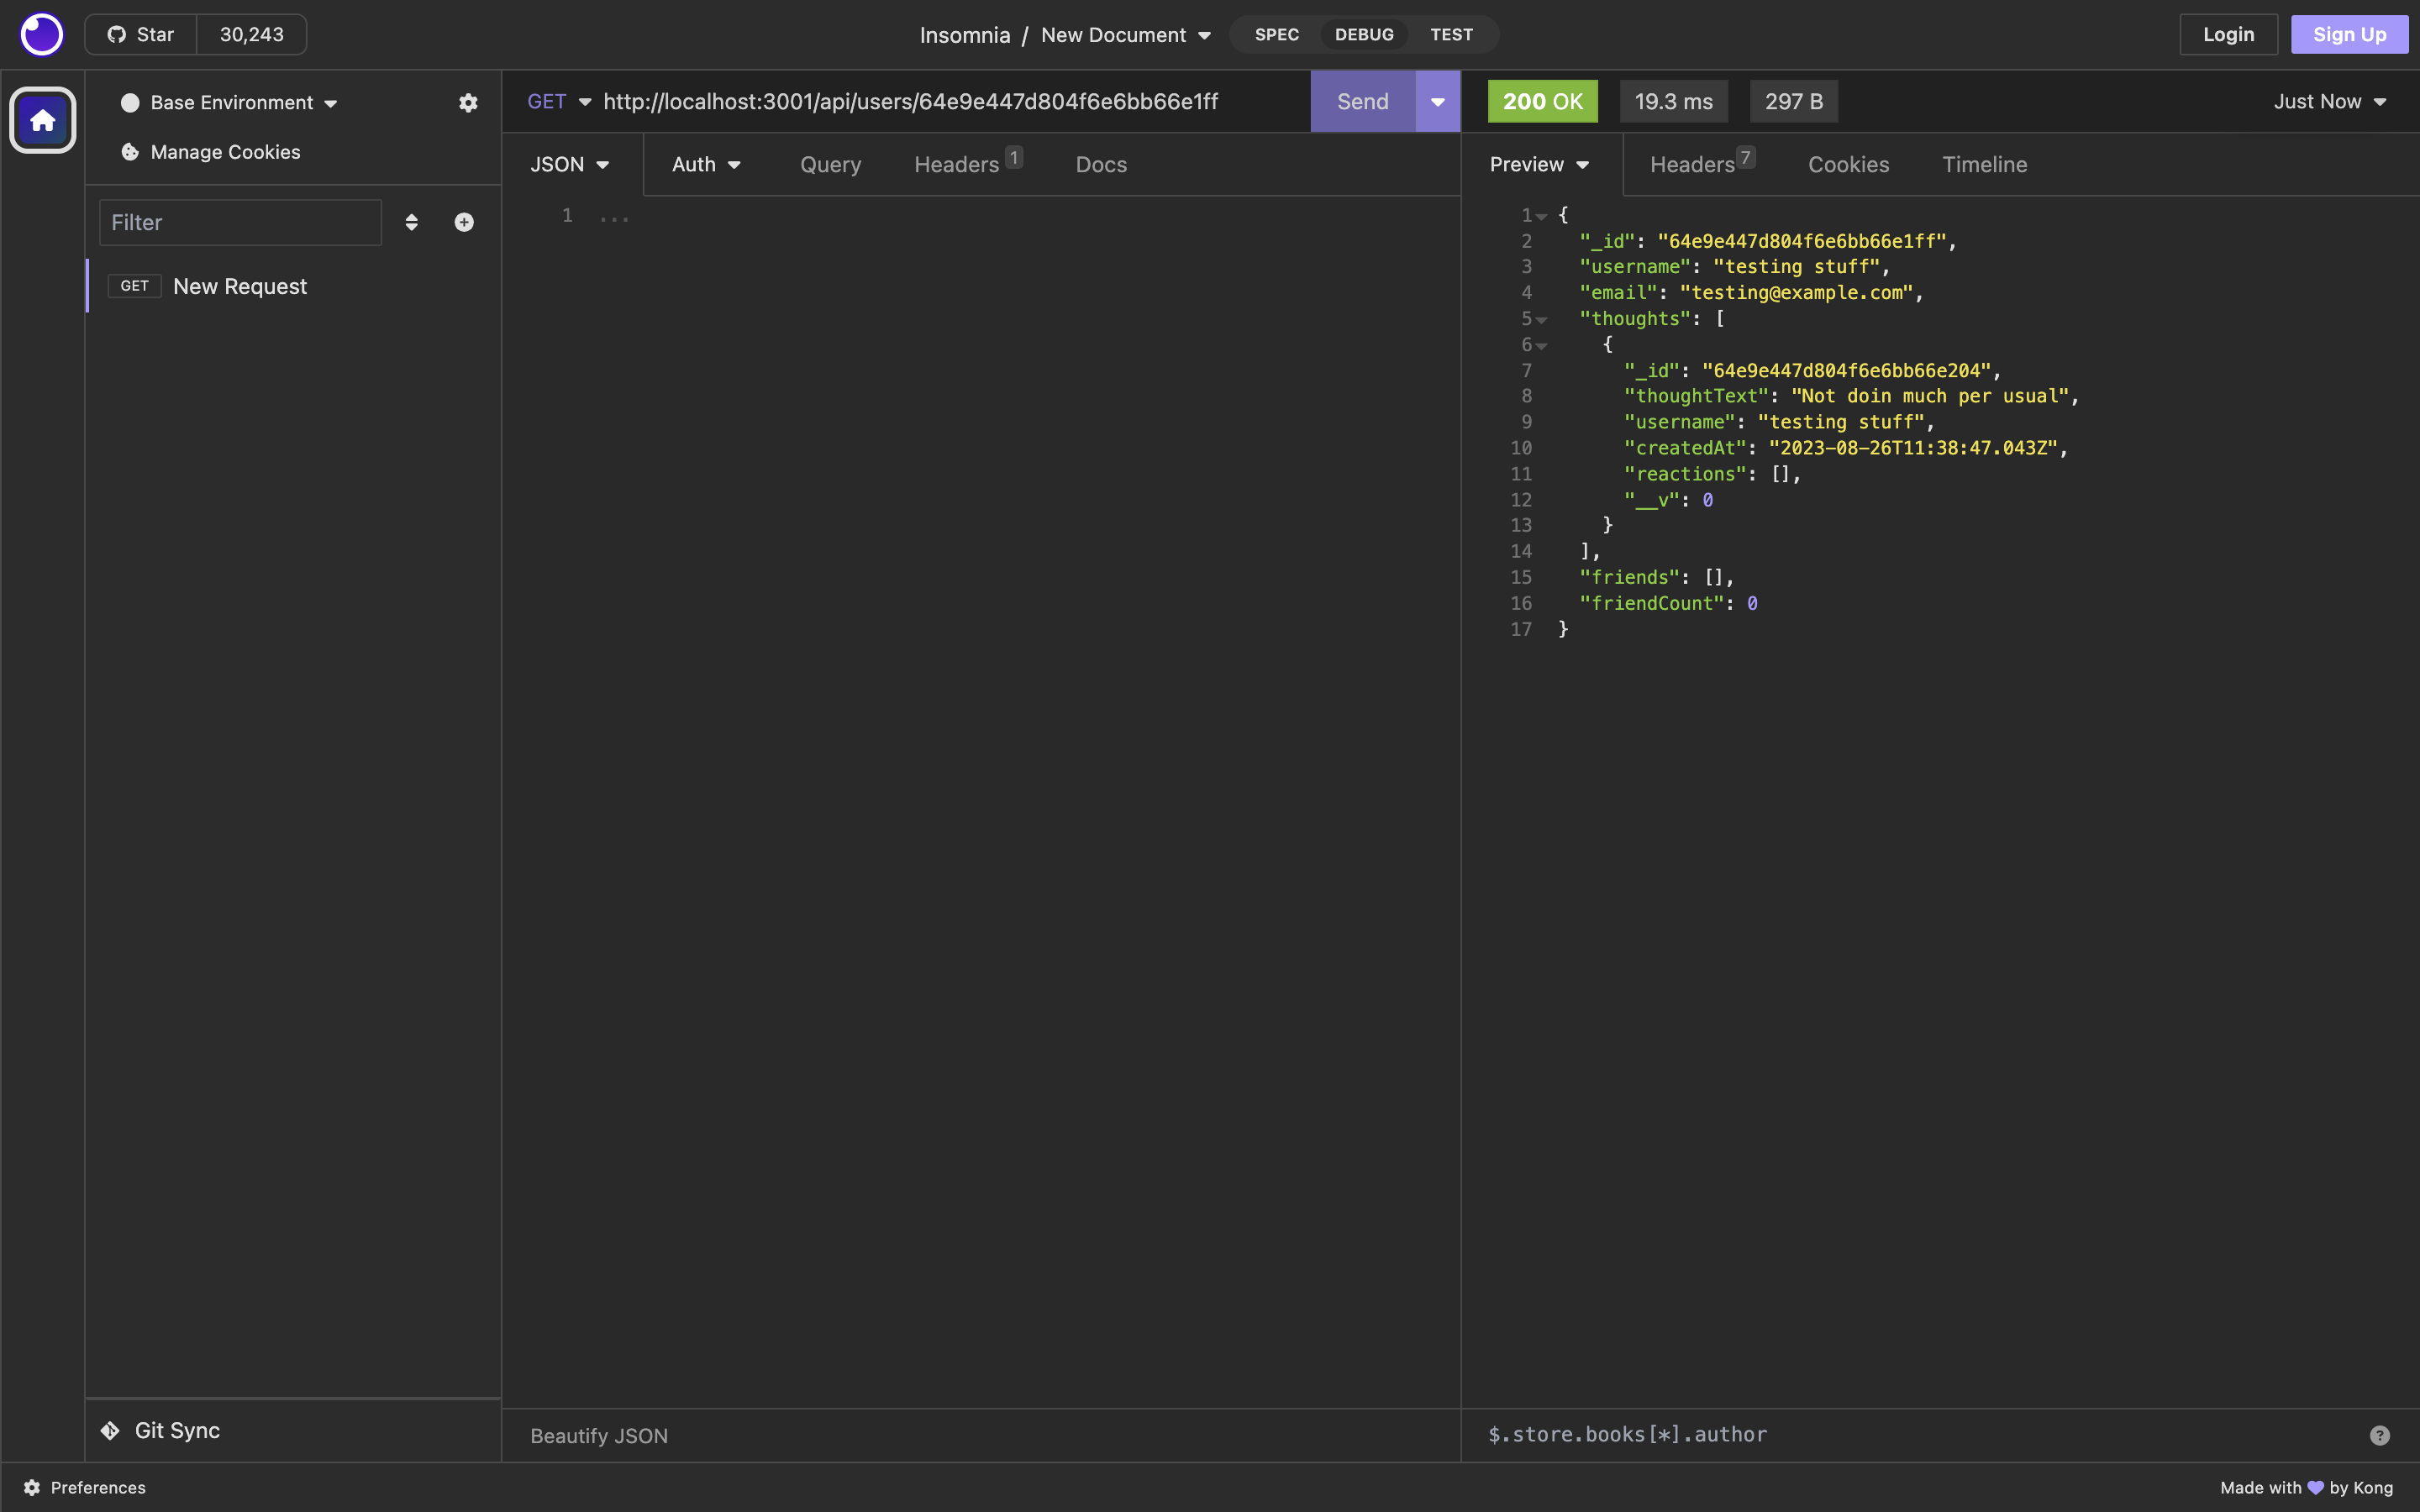 Star 30,243 Insomnia / New Document SPEC DEBUG TEST Login Sign Up
Base Environment
Manage Cookies
Filter
GET New Request
Git Sync
GET http://localhost:3001/api/users/64e9e447d804f6e6bb66e1ff Send
JSON Auth Query Headers 1 Docs
1 ...
Beautify JSON
200 OK 19.3 ms 297 B Just Now
Preview Headers 7 Cookies Timeline
1 {
2 "_id": "64e9e447d804f6e6bb66e1ff",
3 "username": "testing stuff",
4 "email": "testing@example.com",
5 "thoughts": [
6 {
7 "_id": "64e9e447d804f6e6bb66e204",
8 "thoughtText": "Not doin much per usual",
9 "username": "testing stuff",
10 "createdAt": "2023-08-26T11:38:47.043Z",
11 "reactions": [],
12 "__v": 0
13 }
14 ],
15 "friends": [],
16 "friendCount": 0
17 }
$.store.books[*].author ?
Preferences Made with 💜 by Kong